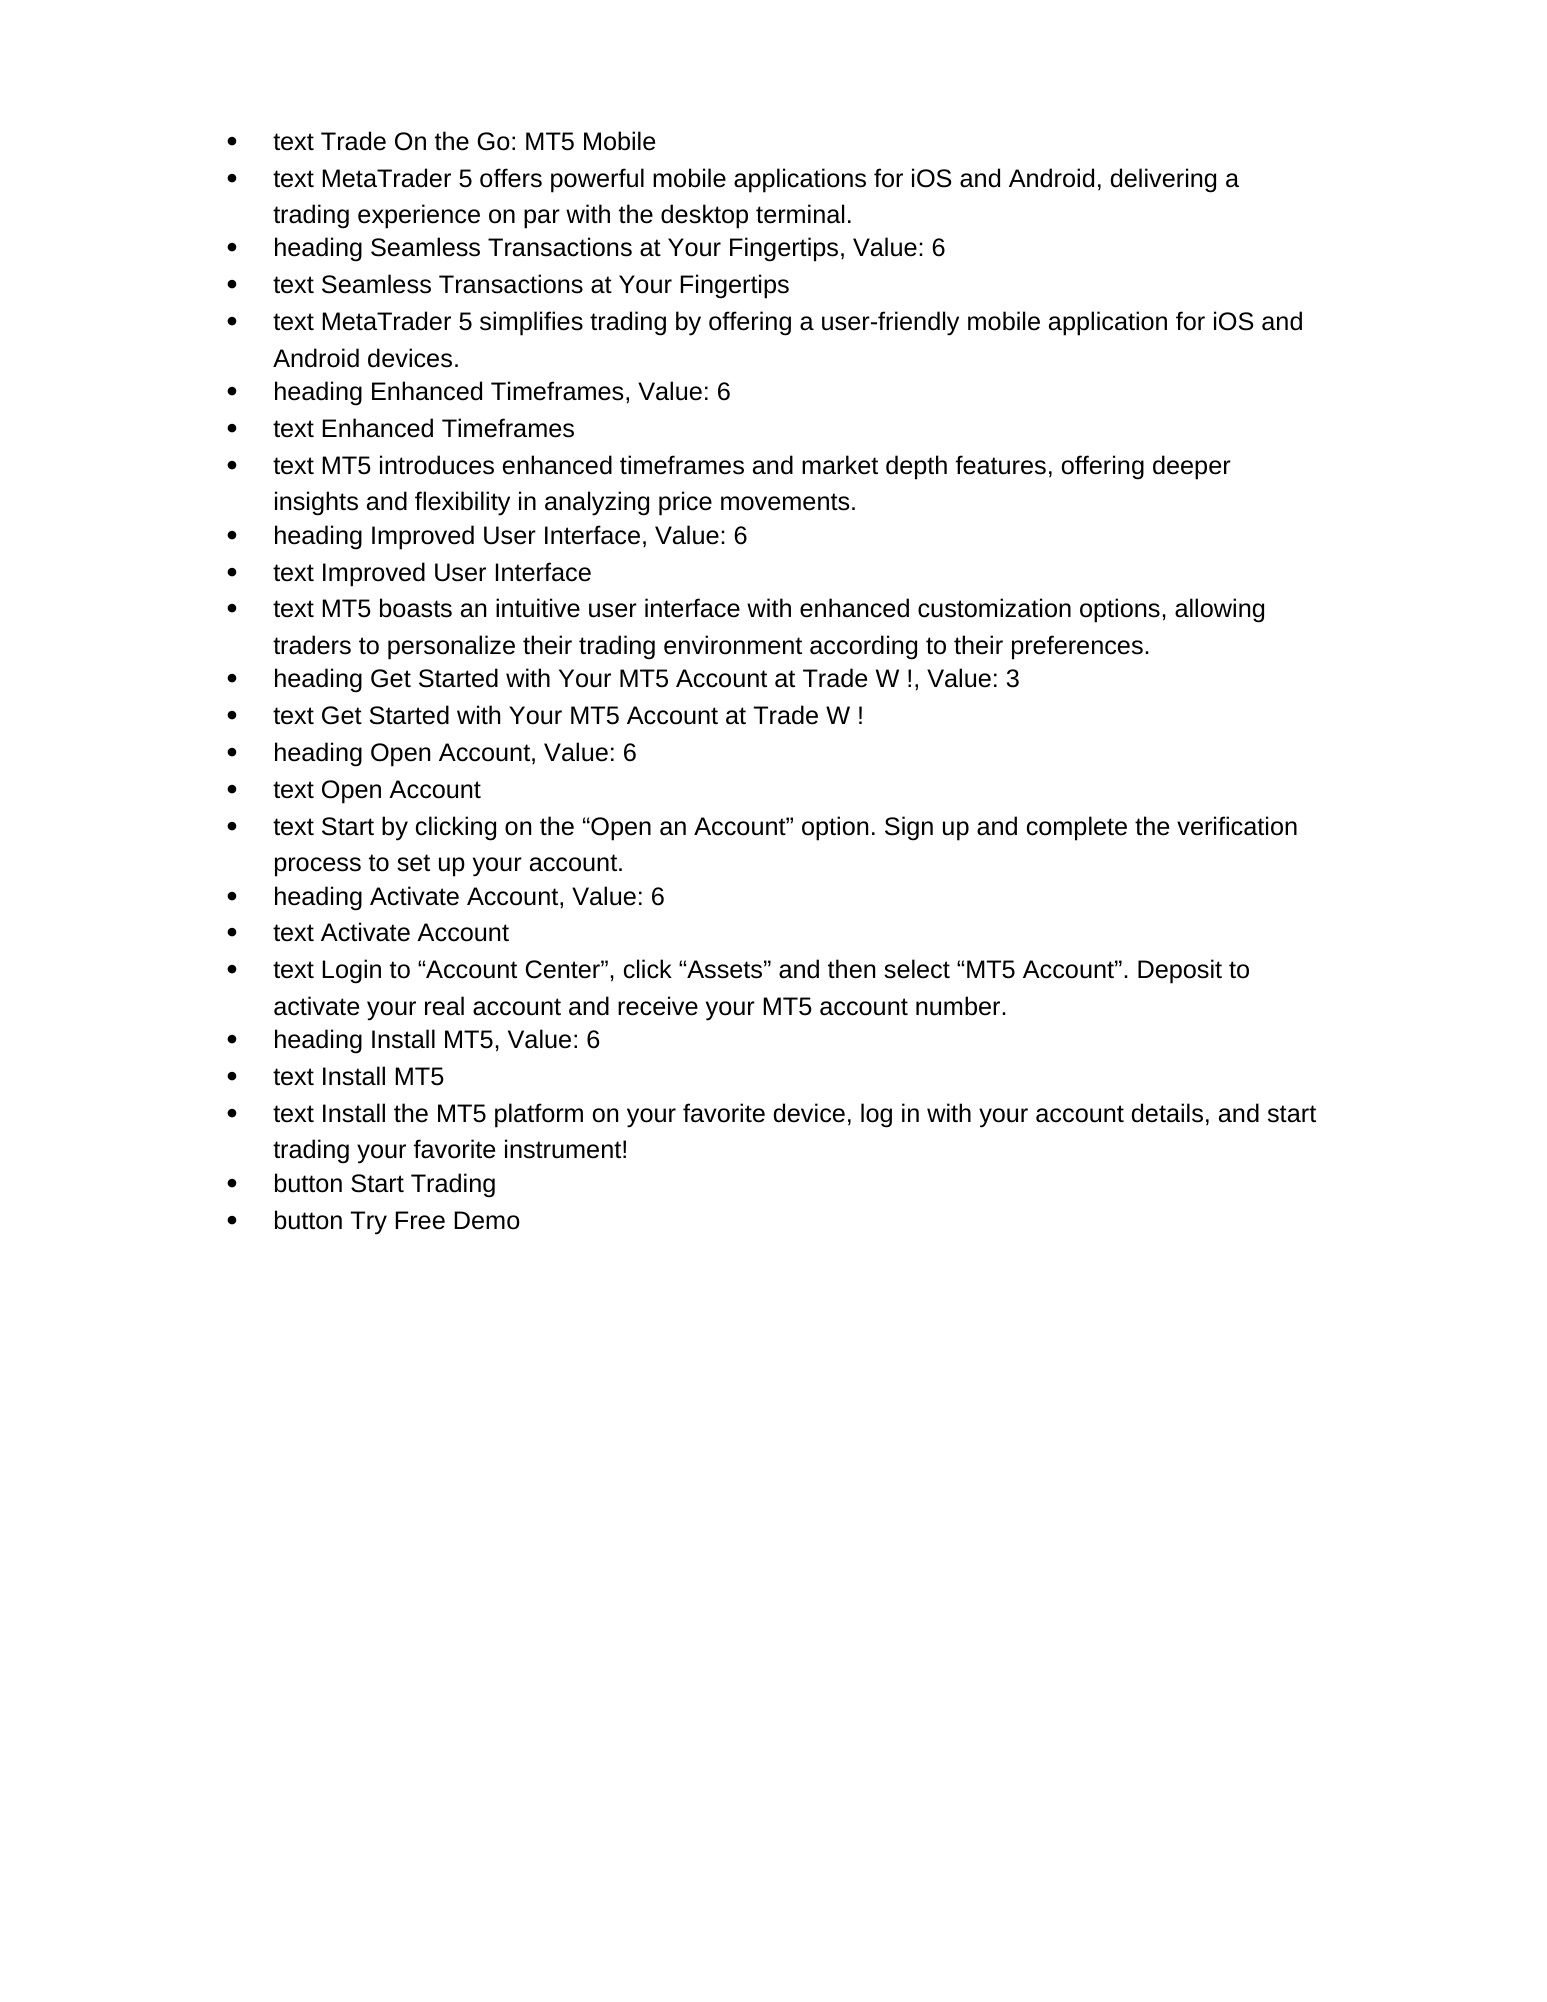 • text Trade On the Go: MT5 Mobile
• text MetaTrader 5 offers powerful mobile applications for iOS and Android, delivering a
trading experience on par with the desktop terminal.
• heading Seamless Transactions at Your Fingertips, Value: 6
• text Seamless Transactions at Your Fingertips
• text MetaTrader 5 simplifies trading by offering a user-friendly mobile application for iOS and
Android devices.
• heading Enhanced Timeframes, Value: 6
• text Enhanced Timeframes
• text MT5 introduces enhanced timeframes and market depth features, offering deeper
insights and flexibility in analyzing price movements.
• heading Improved User Interface, Value: 6
• text Improved User Interface
• text MT5 boasts an intuitive user interface with enhanced customization options, allowing
traders to personalize their trading environment according to their preferences.
• heading Get Started with Your MT5 Account at Trade W !, Value: 3
• text Get Started with Your MT5 Account at Trade W !
• heading Open Account, Value: 6
• text Open Account
• text Start by clicking on the “Open an Account” option. Sign up and complete the verification
process to set up your account.
• heading Activate Account, Value: 6
• text Activate Account
• text Login to “Account Center”, click “Assets” and then select “MT5 Account”. Deposit to
activate your real account and receive your MT5 account number.
• heading Install MT5, Value: 6
• text Install MT5
• text Install the MT5 platform on your favorite device, log in with your account details, and start
trading your favorite instrument!
• button Start Trading
• button Try Free Demo